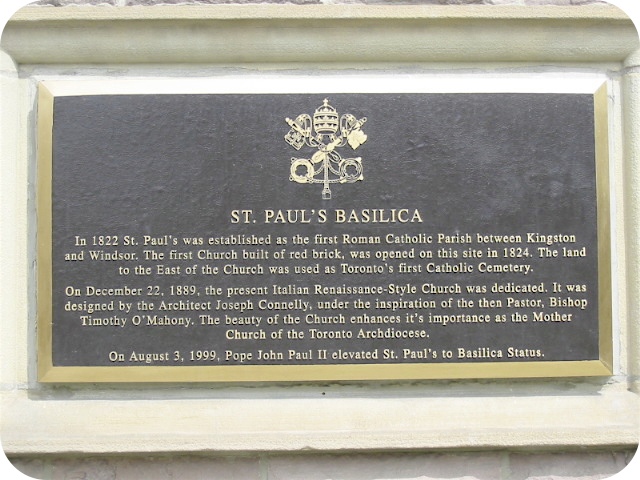 ST. PAUL'S BASILICA
In 1822 St. Paul's was established as the first Roman Catholic Parish between Kingston
and Windsor. The first Church built of red brick, was opened on this site in 1824. The land
to the East of the Church was used as Toronto's first Catholic Cemetery.
On December 22, 1889, the present Italian Renaissance-Style Church was dedicated. It was
designed by the Architect Joseph Connelly, under the inspiration of the then Pastor, Bishop
Timothy O'Mahony. The beauty of the Church enhances it's importance as the Mother
Church of the Toronto Archdiocese.
On August 3, 1999, Pope John Paul II elevated St. Paul's to Basilica Status.